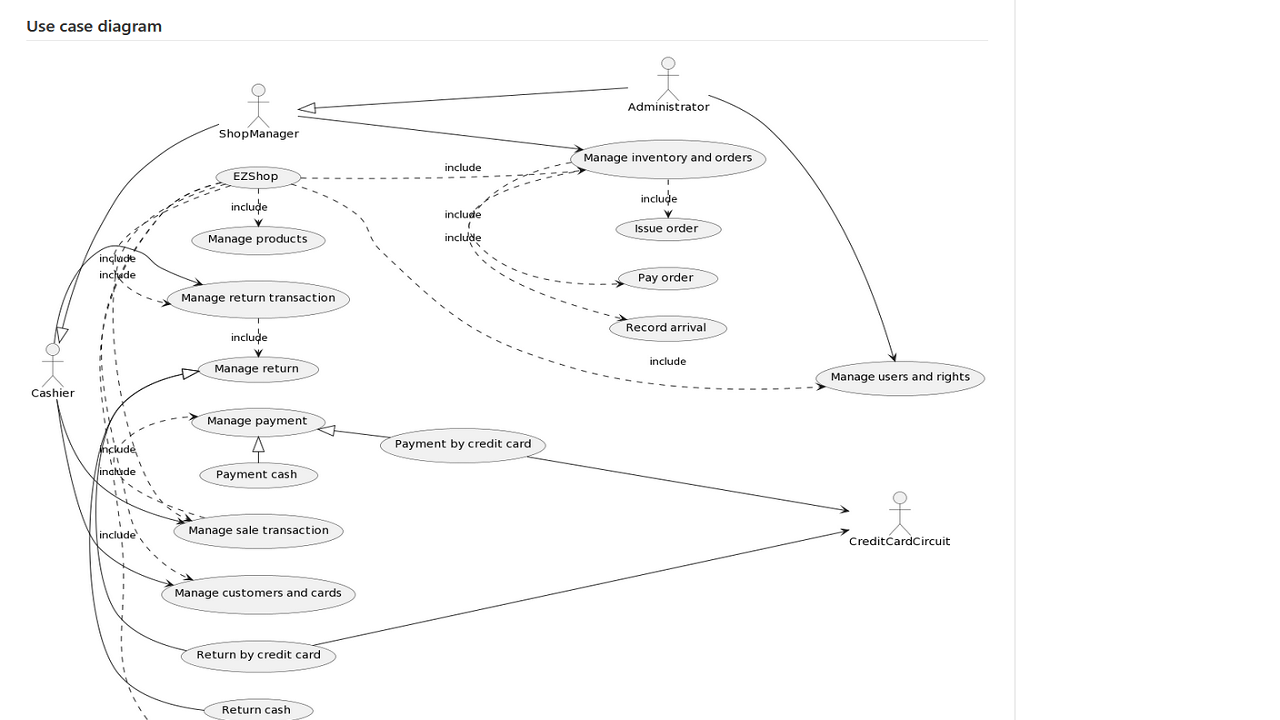 Use case diagram
Administrator
ShopManager
Manage inventory and orders
include
EZShop
include
include
Issue order
include
Manage products
include
include
include
Pay order
Manage return transaction
Record arrival
include
include
Manage return
Manage users and rights
Cashier
Manage payment
Payment by credit card
include
include
Payment cash
Manage sale transaction
include
CreditCardCircuit
Manage customers and cards
Return by credit card
Return cash